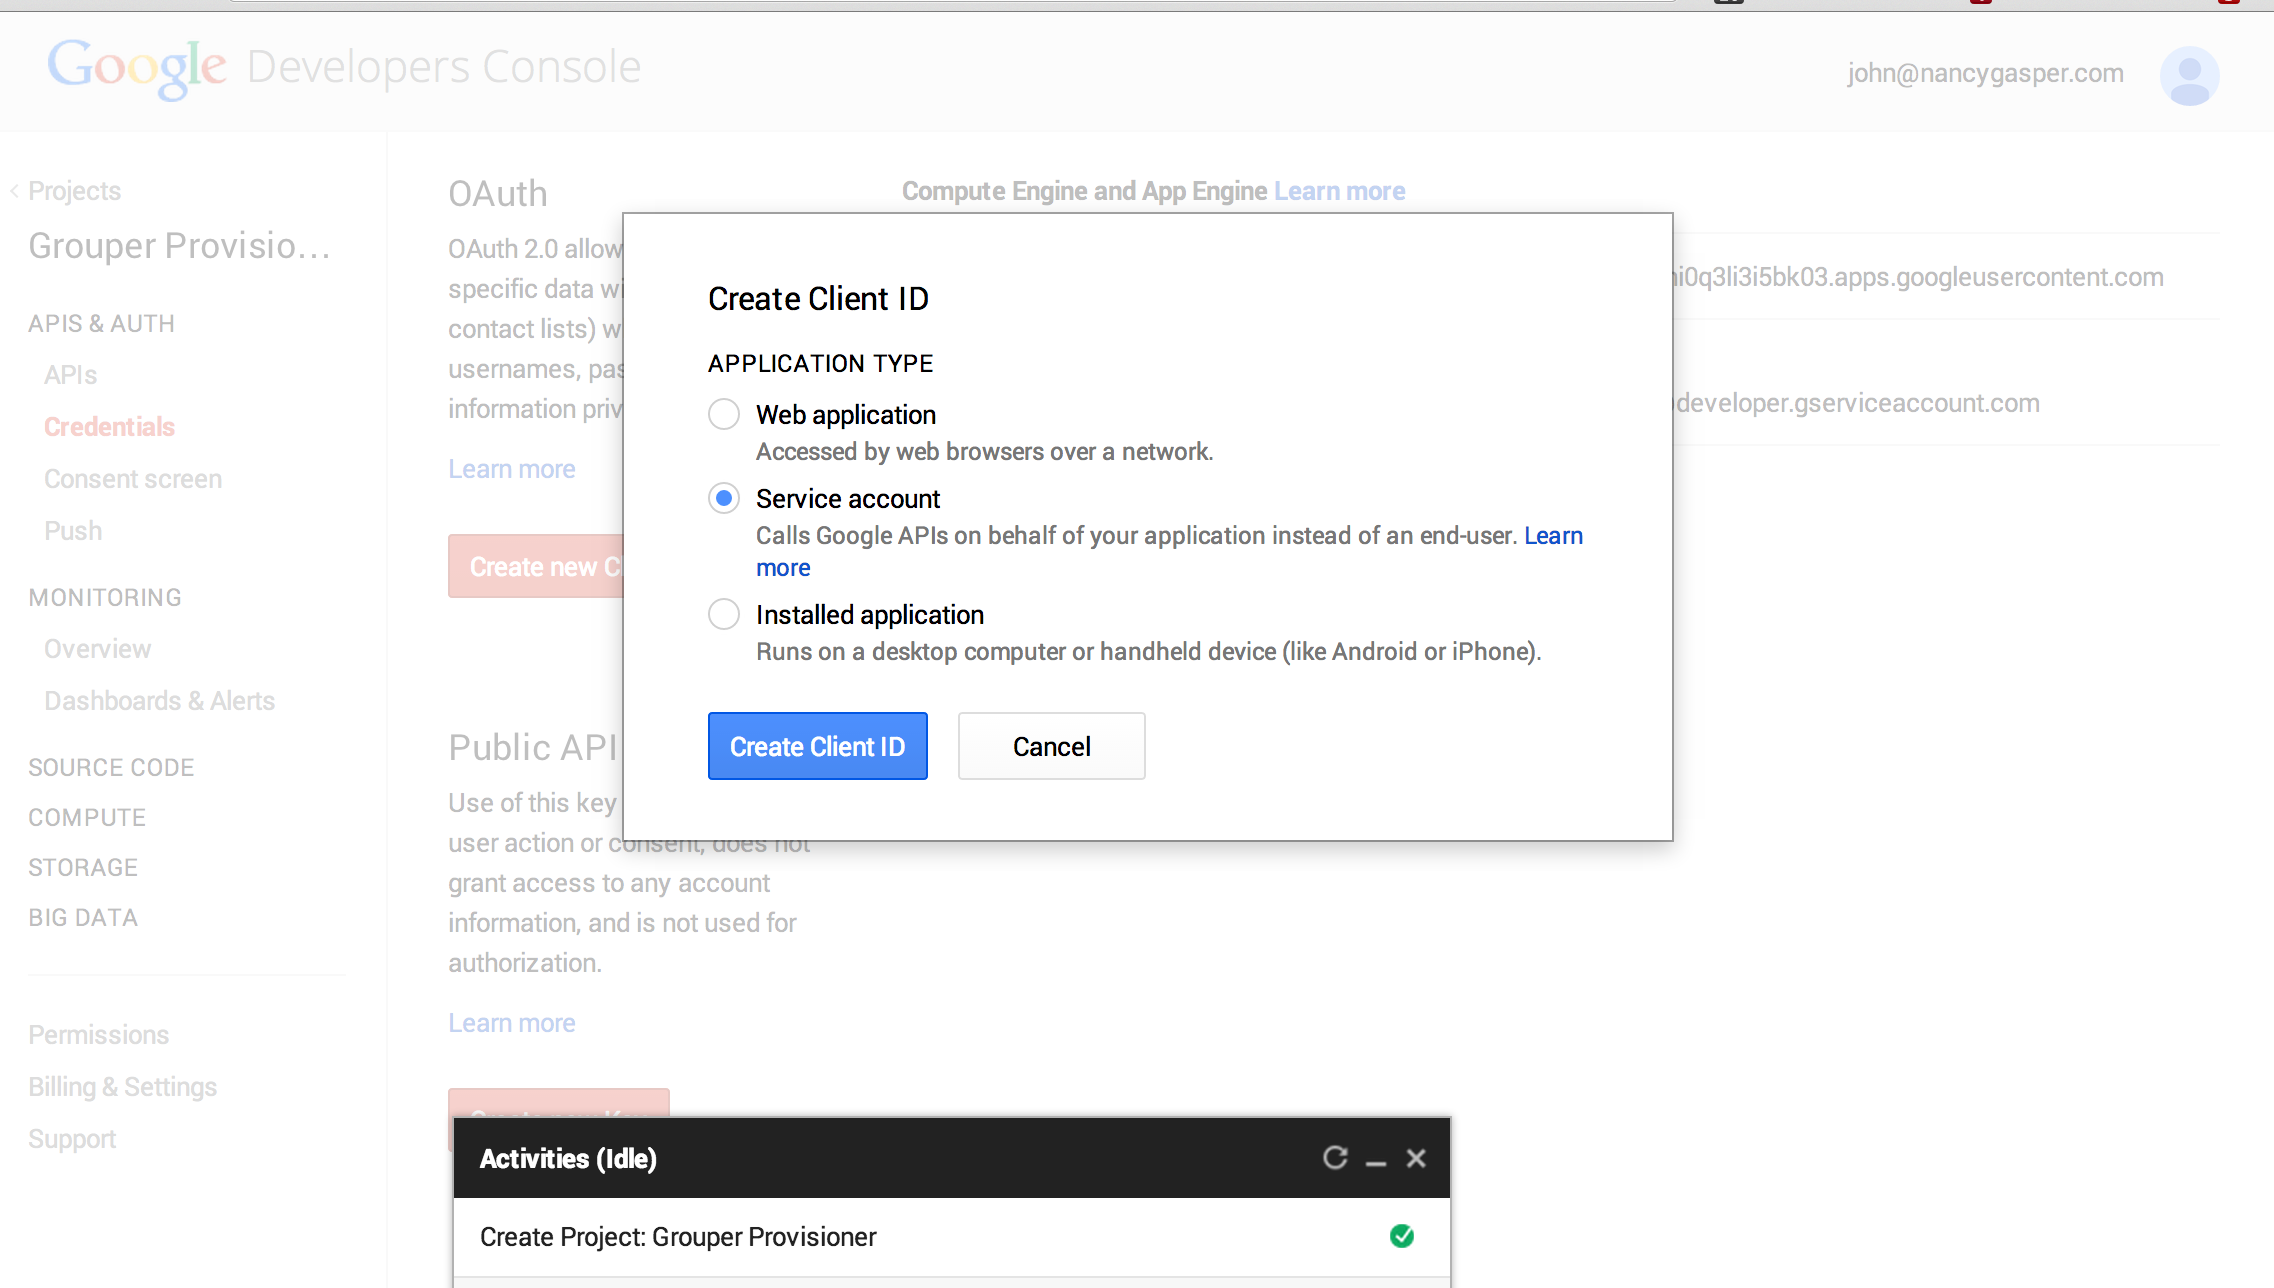 Google Developers Console
john@nancygasper.com
Projects
Grouper Provisio...
APIS & AUTH
APIs
Credentials
Consent screen
Push
MONITORING
Overview
Dashboards & Alerts
SOURCE CODE
COMPUTE
STORAGE
BIG DATA
Permissions
Billing & Settings
Support
OAuth
OAuth 2.0 allow
specific data wi
contact lists) w
usernames, pas
information priv
Learn more
Create new Cl
Public API
Use of this key
user action or consent, does not
grant access to any account
information, and is not used for
authorization.
Learn more
Create new Key
Compute Engine and App Engine Learn more
i0q3li3i5bk03.apps.googleusercontent.com
developer.gserviceaccount.com
Create Client ID
APPLICATION TYPE
Web application
Accessed by web browsers over a network.
Service account
Calls Google APIs on behalf of your application instead of an end-user. Learn
more
Installed application
Runs on a desktop computer or handheld device (like Android or iPhone).
Create Client ID
Cancel
Activities (Idle)
Create Project: Grouper Provisioner